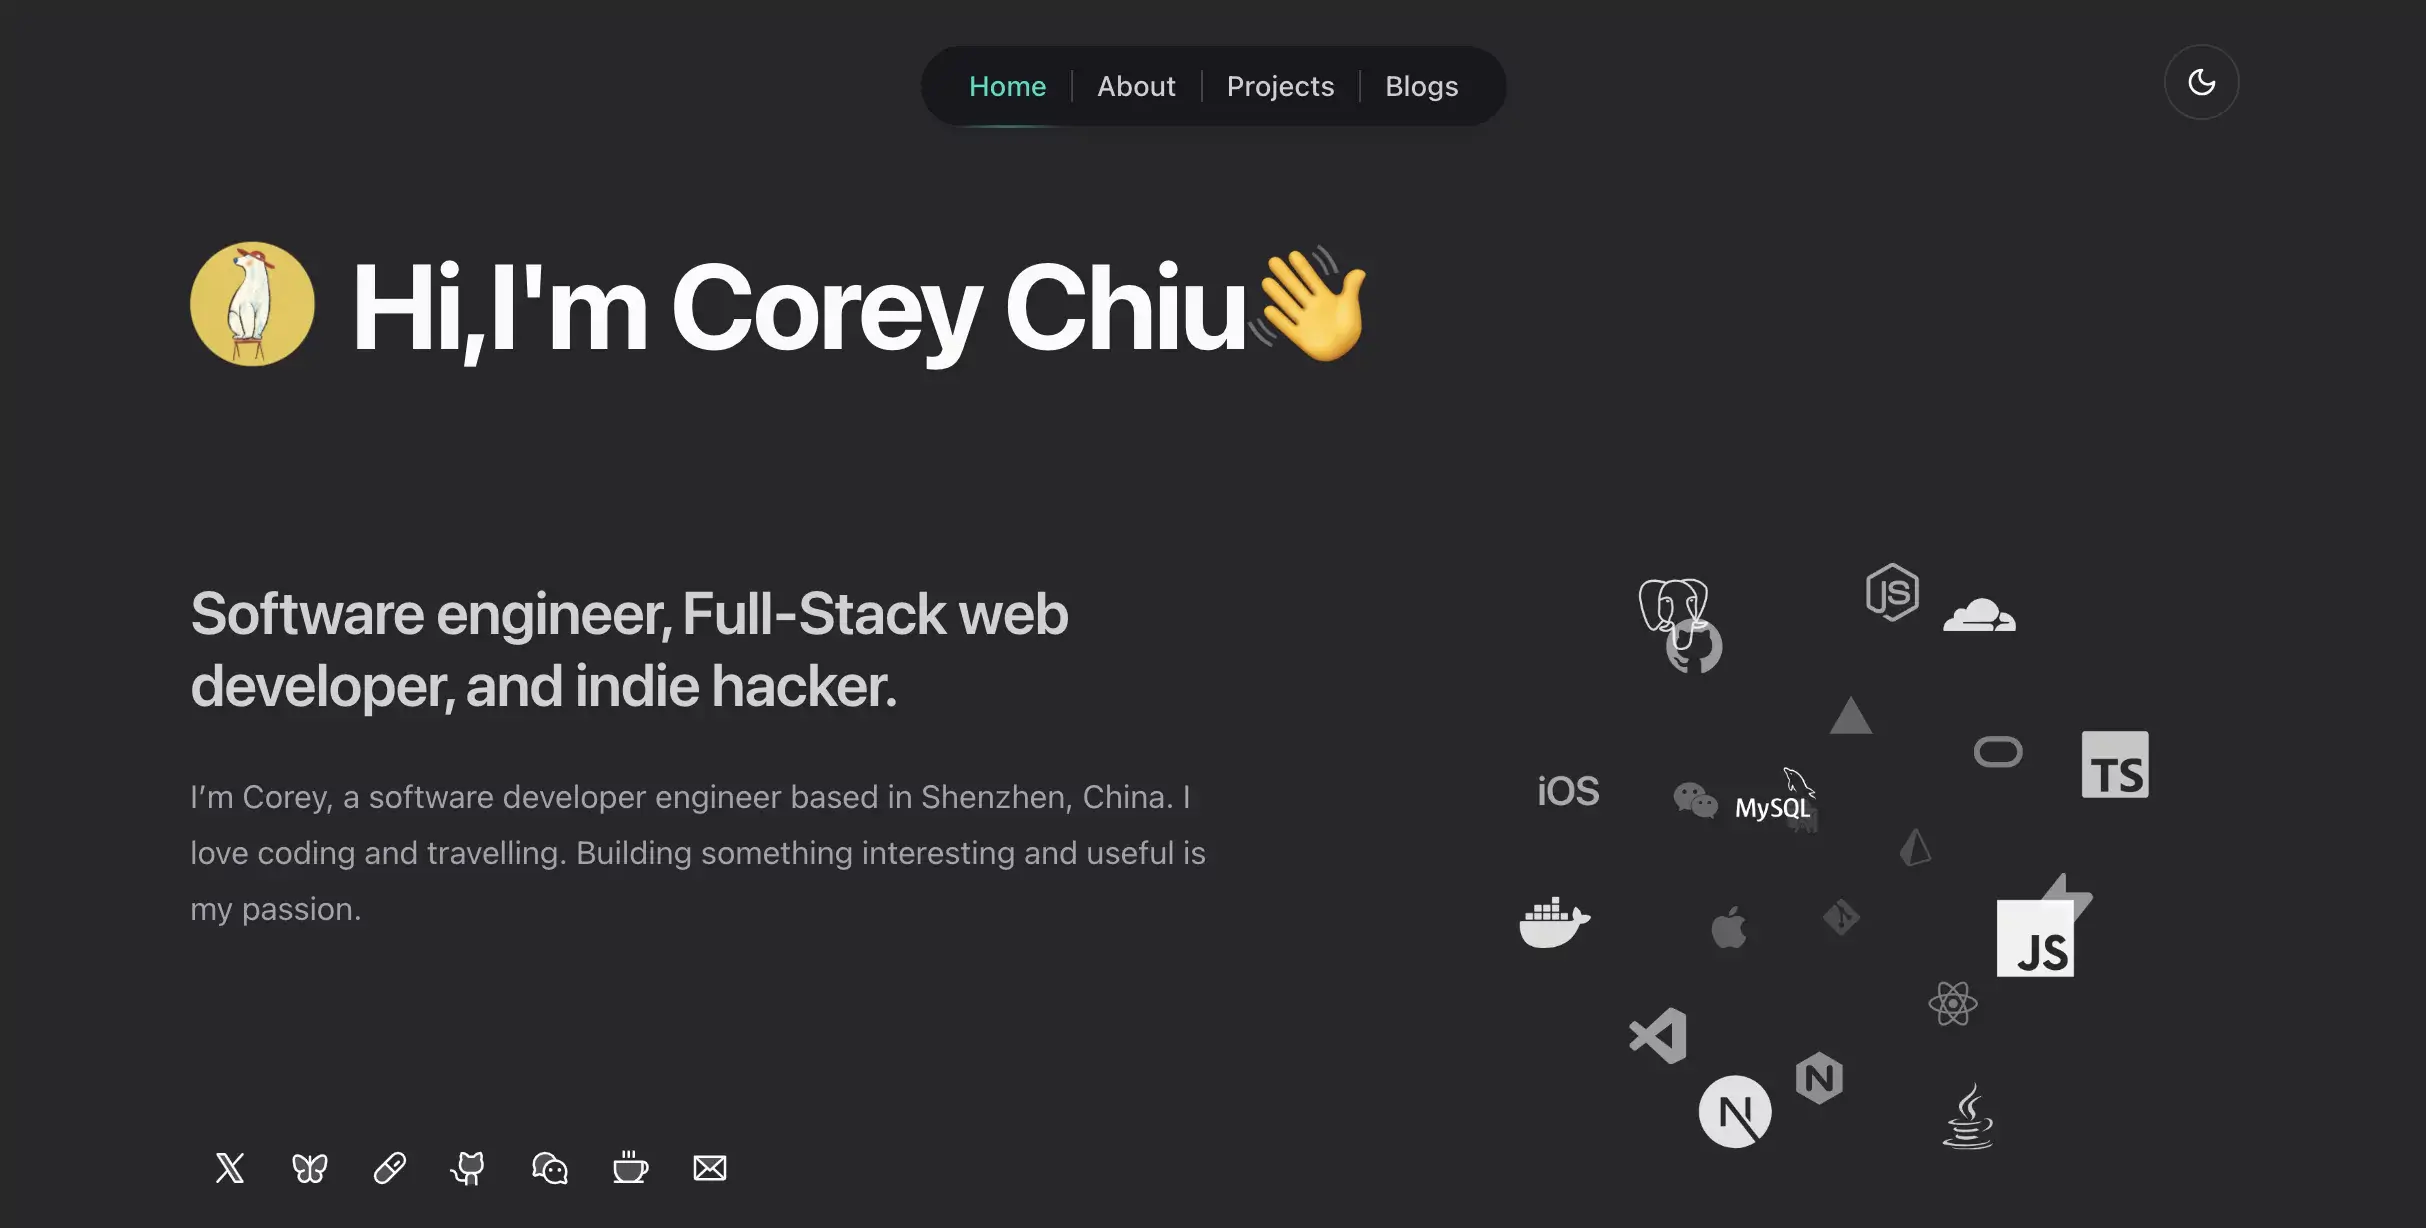 Home
About
Projects
Blogs
Hi,I'm Corey Chiu👋
Software engineer, Full-Stack web
developer, and indie hacker.
I’m Corey, a software developer engineer based in Shenzhen, China. I
love coding and travelling. Building something interesting and useful is
my passion.
JS
TS
iOS
MySQL
JS
N
N